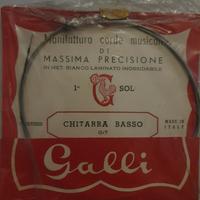 Manifattura corde musicali
DI
MASSIMA PRECISIONE
IN MET. BIANCO LAMINATO INOSSIDABILE
1ª SOL
CHITARRA BASSO
MADE IN
ITALY
Galli